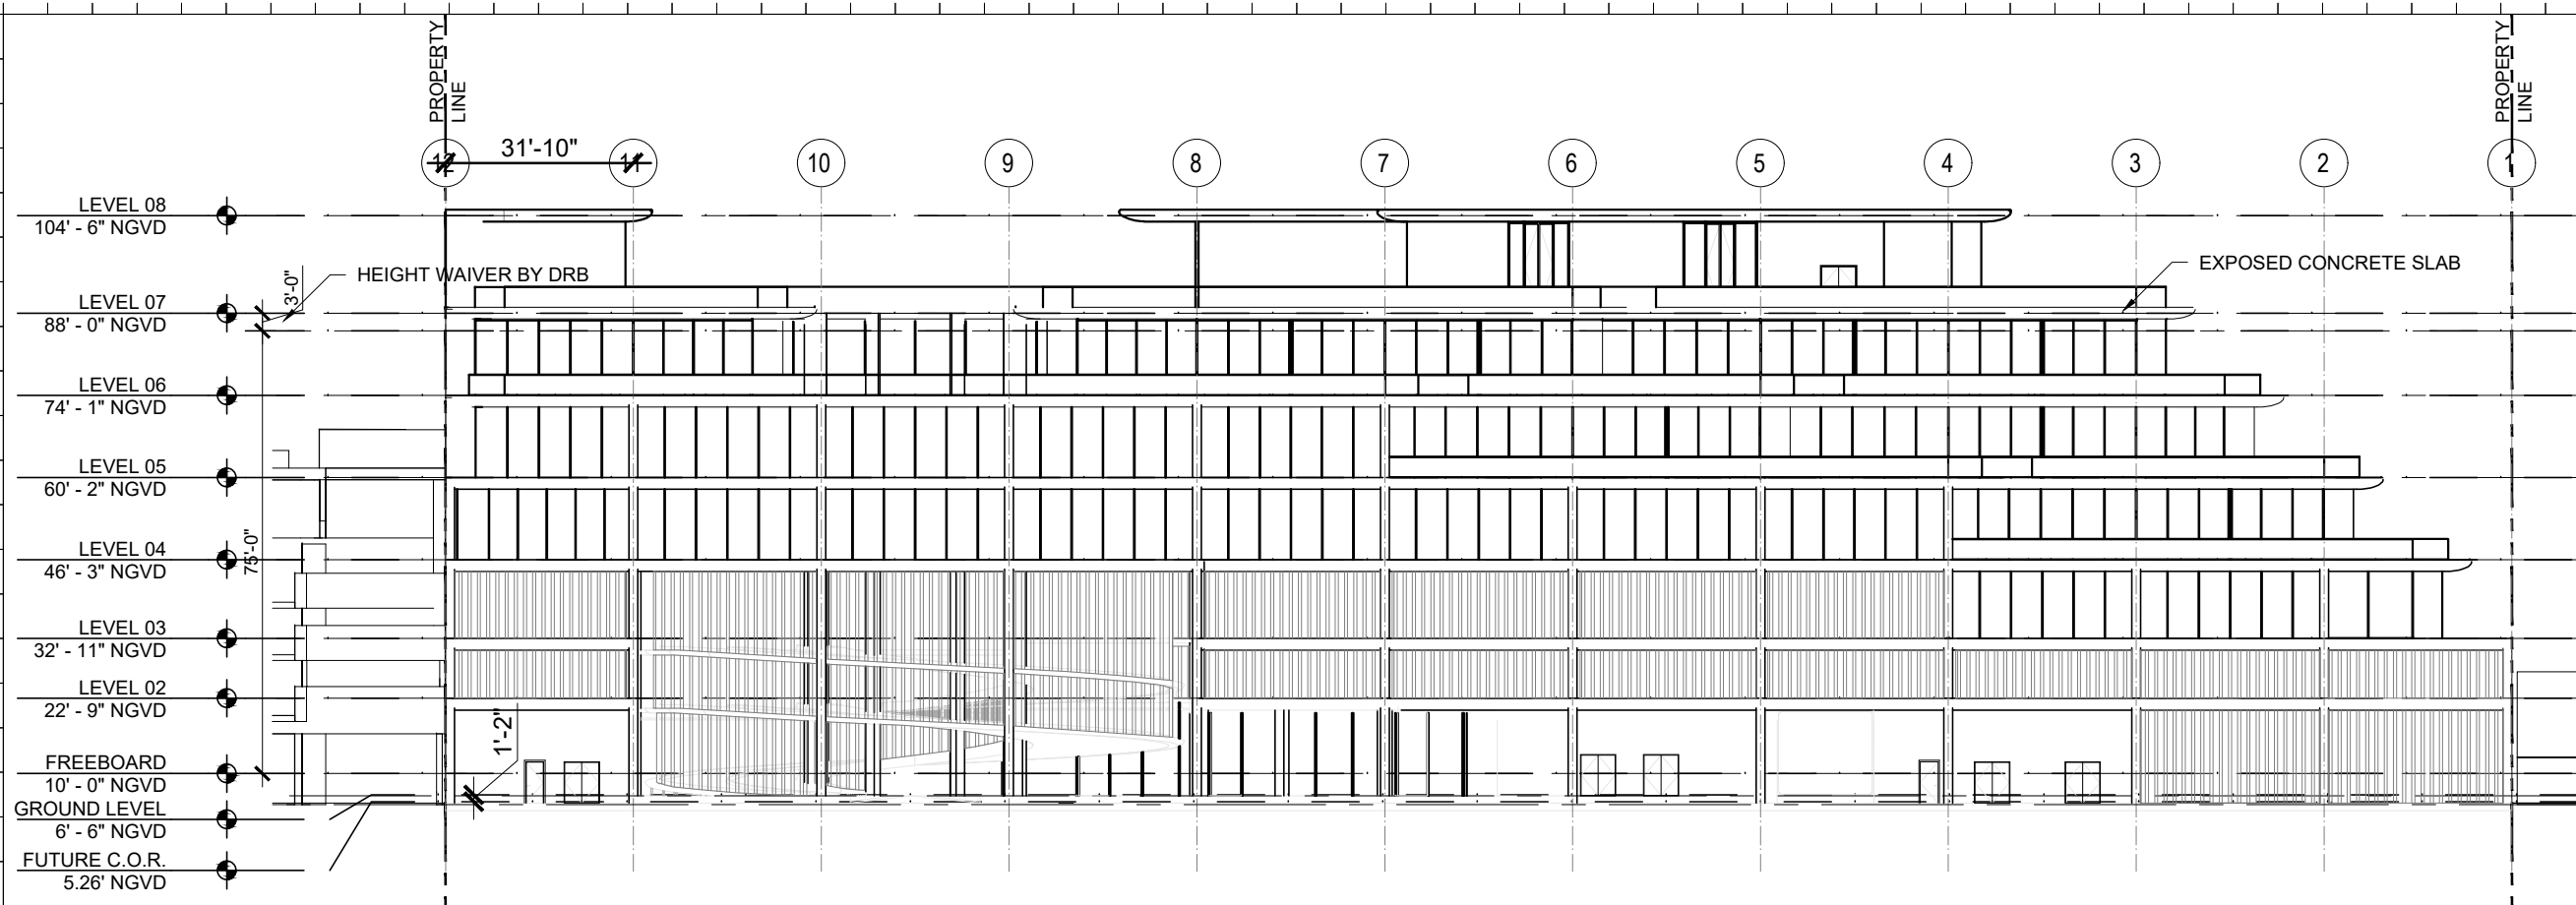 PROPERTY
LINE
PROPERTY
LINE
31'-10"
12
11
10
9
8
7
6
5
4
3
2
1
LEVEL 08
104' - 6" NGVD
HEIGHT WAIVER BY DRB
EXPOSED CONCRETE SLAB
3'-0"
LEVEL 07
88' - 0" NGVD
LEVEL 06
74' - 1" NGVD
LEVEL 05
60' - 2" NGVD
75'-0"
LEVEL 04
46' - 3" NGVD
LEVEL 03
32' - 11" NGVD
LEVEL 02
22' - 9" NGVD
1'-2"
FREEBOARD
10' - 0" NGVD
GROUND LEVEL
6' - 6" NGVD
FUTURE C.O.R.
5.26' NGVD